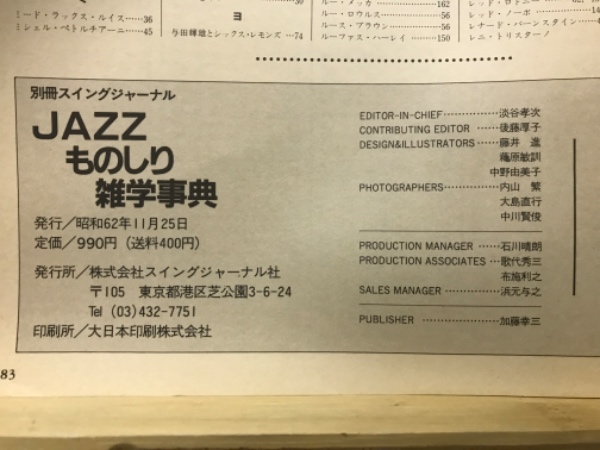 ミード・ラックス・ルイス……36
ミシェル・ペトルチアーニ……45
ヨ
与田輝雄とシックス・レモンズ …74
ルー・メッカ……162
ルー・ロウルス……56
ルース・ブラウン……56
ルーファス・ハーレイ……150
レッド・ノーボ
レナード・バーンスタイン
レニ・トリスターノ
別冊スイングジャーナル
JAZZ
ものしり
雑学事典
発行／昭和62年11月25日
定価／990円（送料400円）
発行所／株式会社スイングジャーナル社
〒105 東京都港区芝公園3-6-24
Tel (03)432-7751
印刷所／大日本印刷株式会社
EDITOR-IN-CHIEF……淡谷孝次
CONTRIBUTING EDITOR ……後藤厚子
DESIGN&ILLUSTRATORS……藤井 進
原敏訓
中野由美子
PHOTOGRAPHERS……内山 繁
大島直行
中川賢俊
PRODUCTION MANAGER ……石川晴朗
PRODUCTION ASSOCIATES …歌代秀三
布施利之
SALES MANAGER……浜元与之
PUBLISHER ……加藤幸三
83